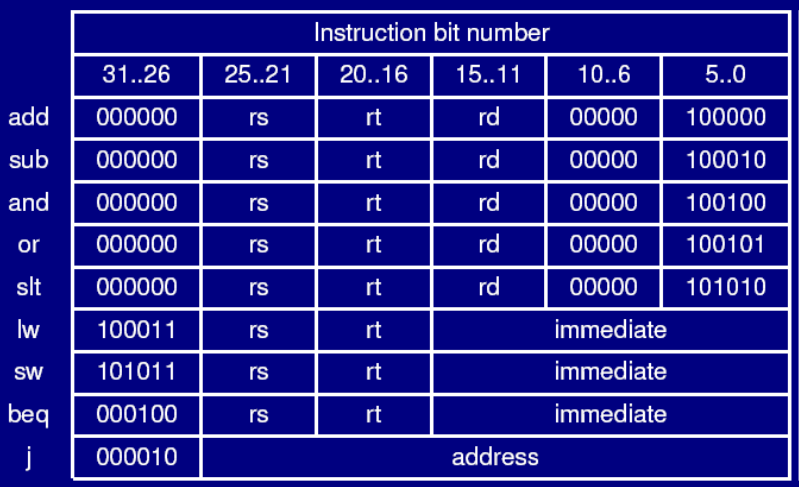 Instruction bit number
31..26 25..21 20..16 15..11 10..6 5..0
add 000000 rs rt rd 00000 100000
sub 000000 rs rt rd 00000 100010
and 000000 rs rt rd 00000 100100
or 000000 rs rt rd 00000 100101
slt 000000 rs rt rd 00000 101010
lw 100011 rs rt immediate
sw 101011 rs rt immediate
beq 000100 rs rt immediate
j 000010 address